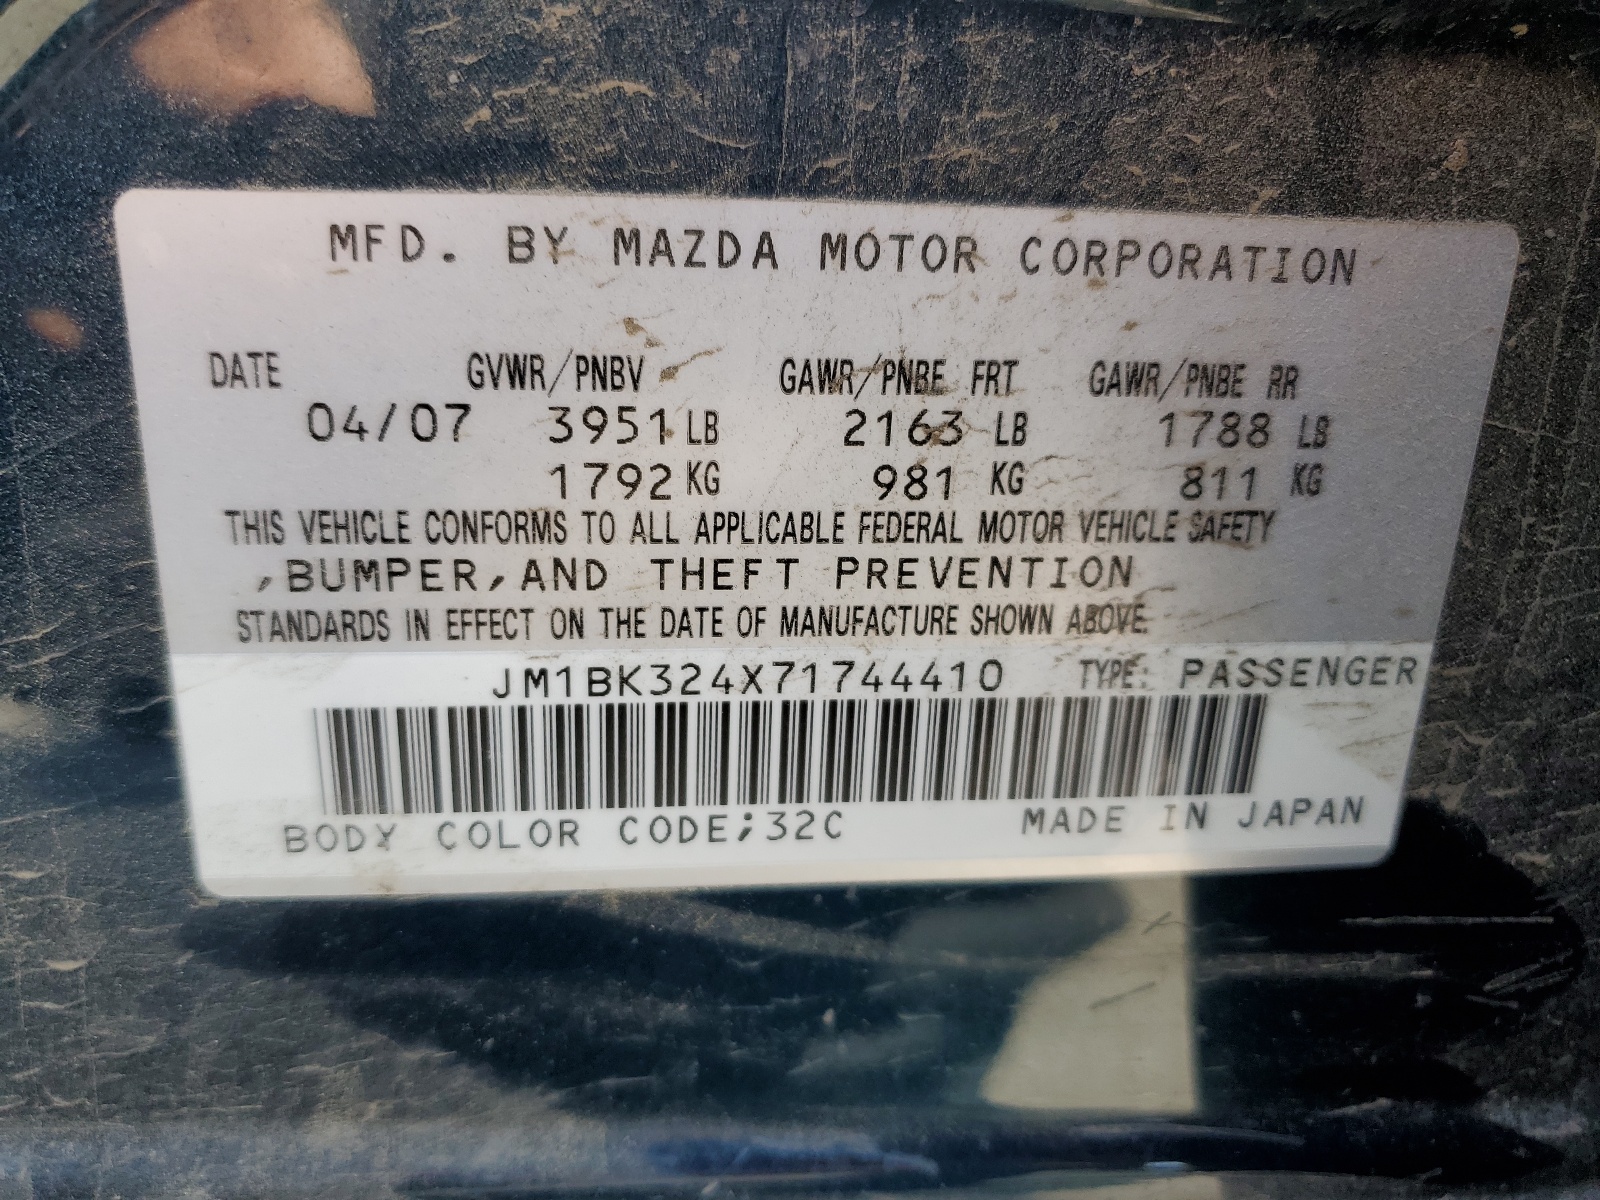 MFD. BY MAZDA MOTOR CORPORATION
DATE GVWR/PNBV GAWR/PNBE FRT GAWR/PNBE RR
04/07 3951 LB 2163 LB 1788 LB
1792 KG 981 KG 811 KG
THIS VEHICLE CONFORMS TO ALL APPLICABLE FEDERAL MOTOR VEHICLE SAFETY
,BUMPER,AND THEFT PREVENTION
STANDARDS IN EFFECT ON THE DATE OF MANUFACTURE SHOWN ABOVE.
JM1BK324X71744410 TYPE: PASSENGER
BODY COLOR CODE;32C MADE IN JAPAN